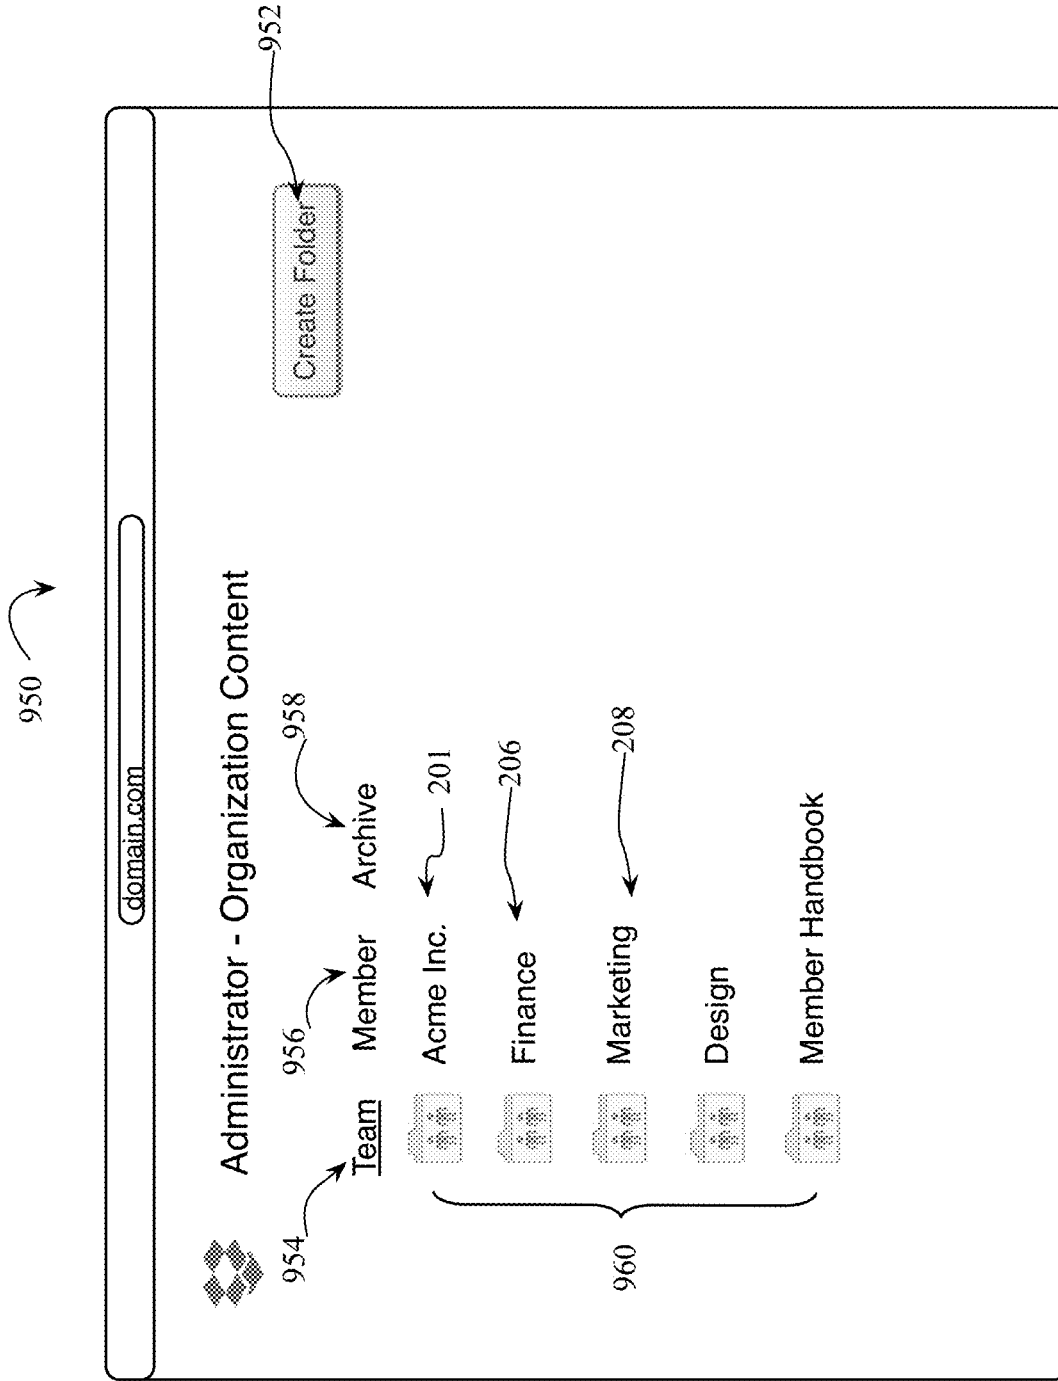 950
952
domain.com
Administrator - Organization Content
Create Folder
954
956
958
Team Member Archive
Acme Inc. 201
Finance 206
Marketing 208
Design
Member Handbook
960